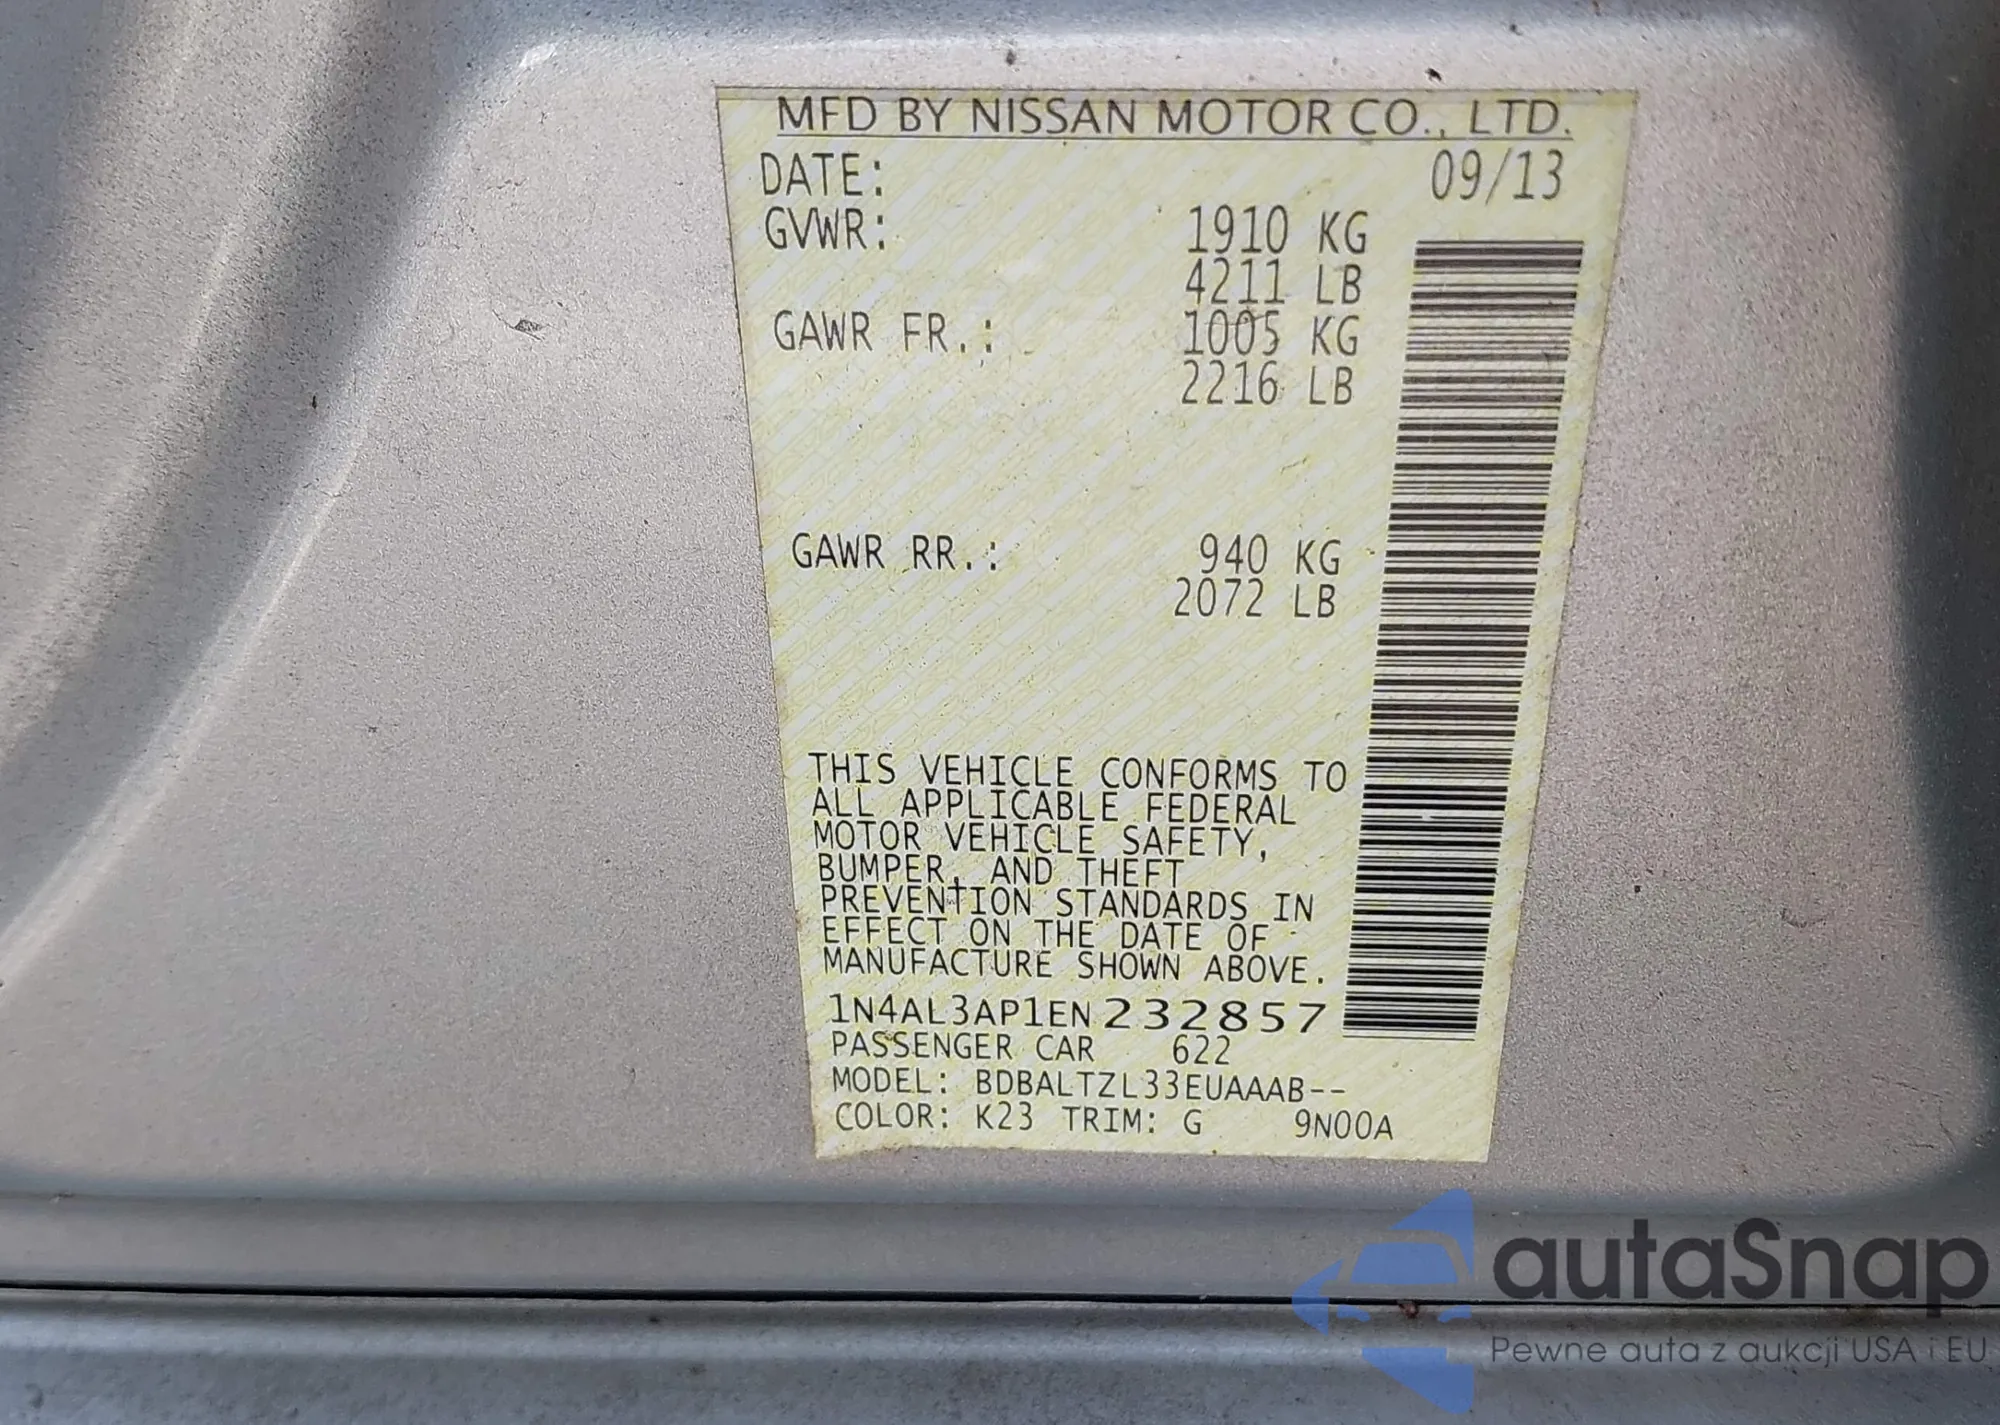 MFD BY NISSAN MOTOR CO., LTD.
DATE: 09/13
GVWR: 1910 KG
4211 LB
GAWR FR.: 1005 KG
2216 LB
GAWR RR.: 940 KG
2072 LB
THIS VEHICLE CONFORMS TO
ALL APPLICABLE FEDERAL
MOTOR VEHICLE SAFETY,
BUMPER, AND THEFT
PREVENTION STANDARDS IN
EFFECT ON THE DATE OF
MANUFACTURE SHOWN ABOVE.
1N4AL3AP1EN232857
PASSENGER CAR 622
MODEL: BDBALTZL33EUAAAB--
COLOR: K23 TRIM: G 9N00A
autaSnap
Pewne auta z aukcji USA i EU